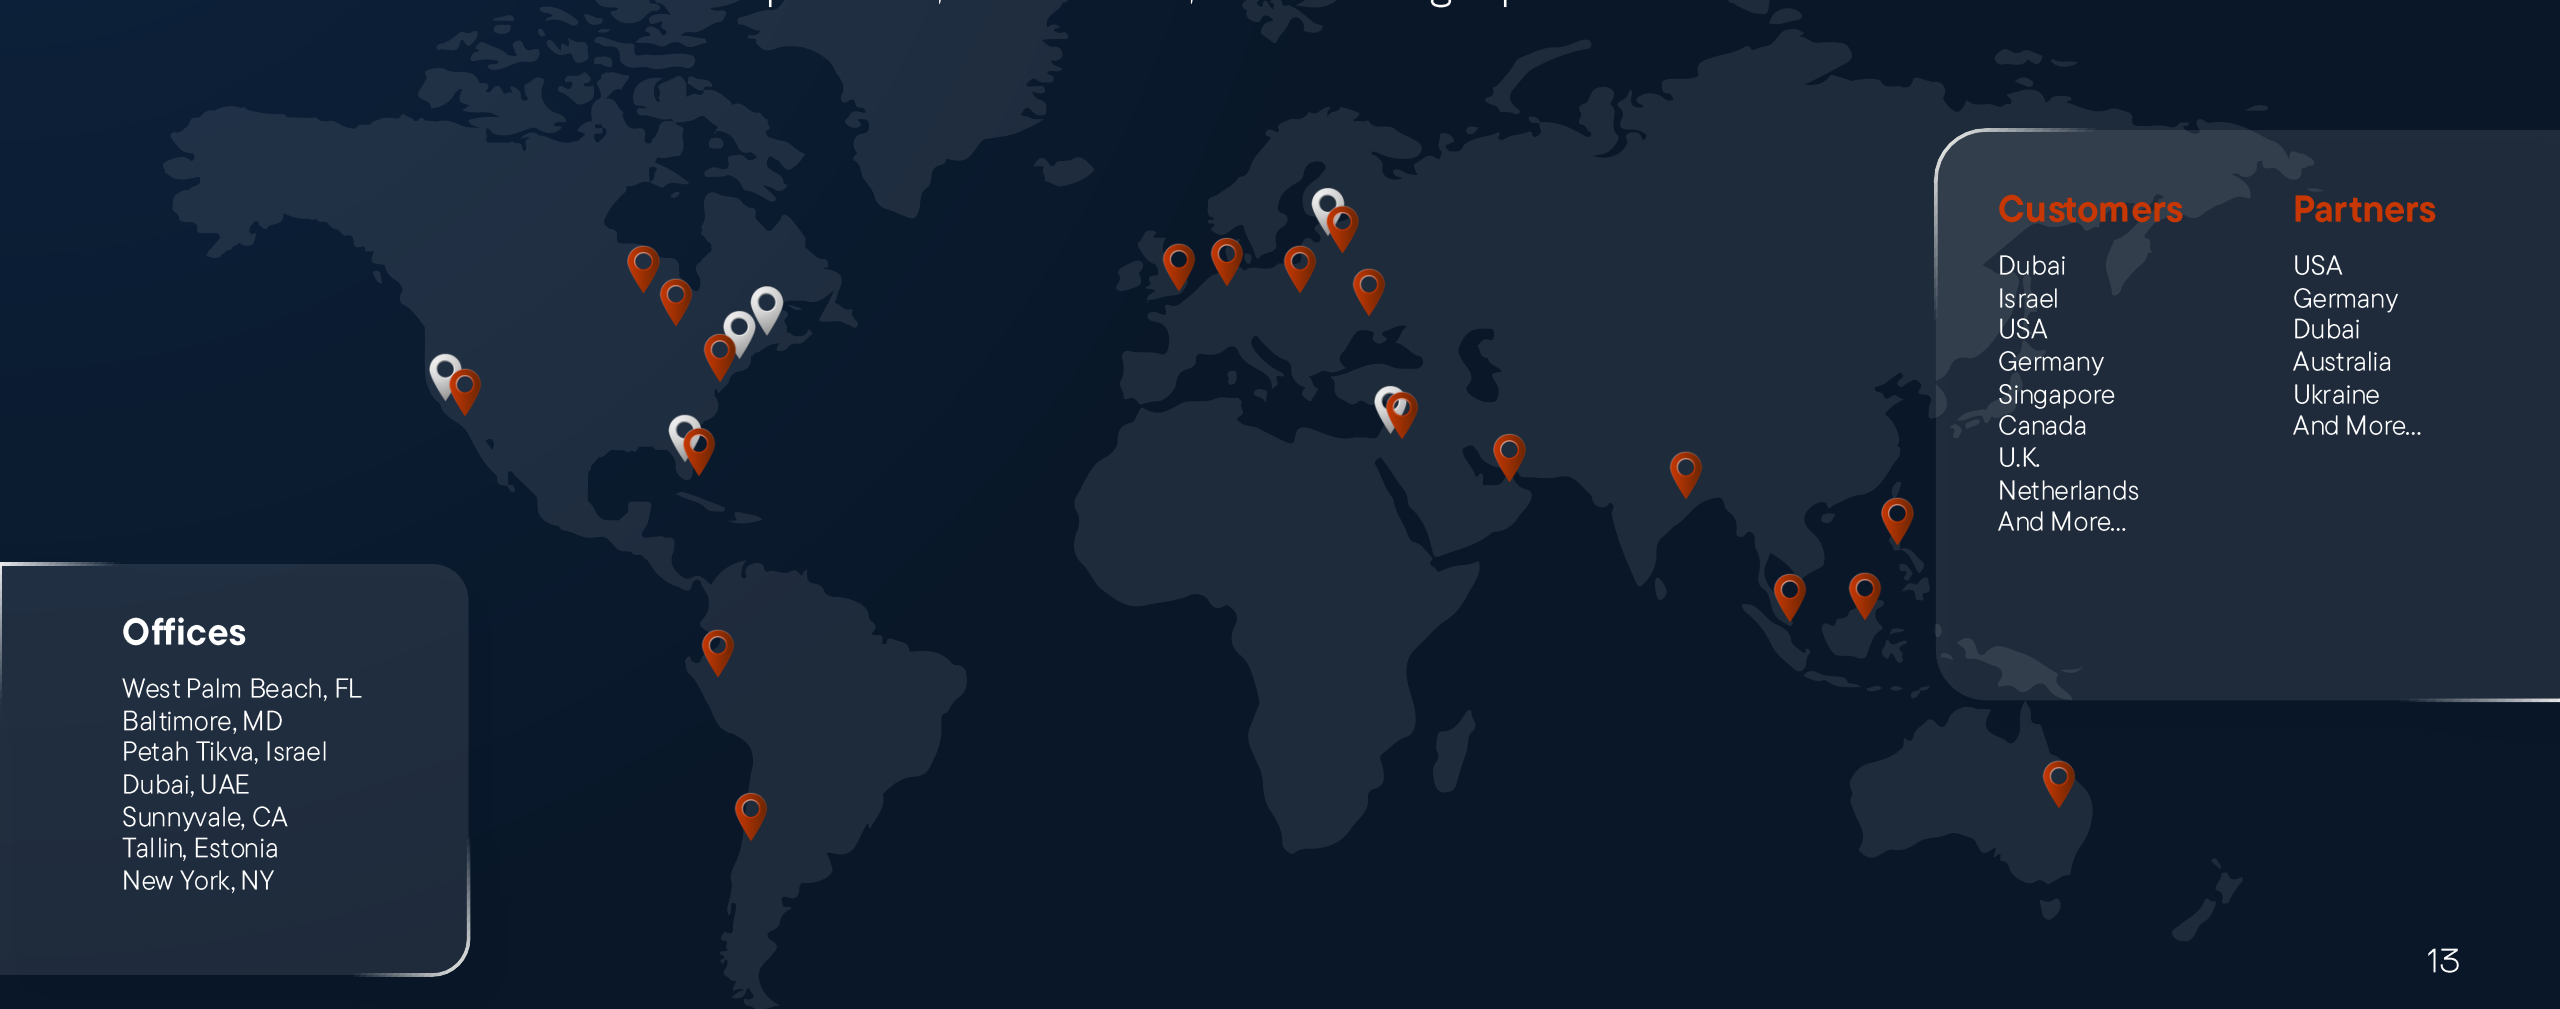 Customers
Dubai
Israel
USA
Germany
Singapore
Canada
U.K.
Netherlands
And More...
Partners
USA
Germany
Dubai
Australia
Ukraine
And More...
Offices
West Palm Beach, FL
Baltimore, MD
Petah Tikva, Israel
Dubai, UAE
Sunnyvale, CA
Tallin, Estonia
New York, NY
13